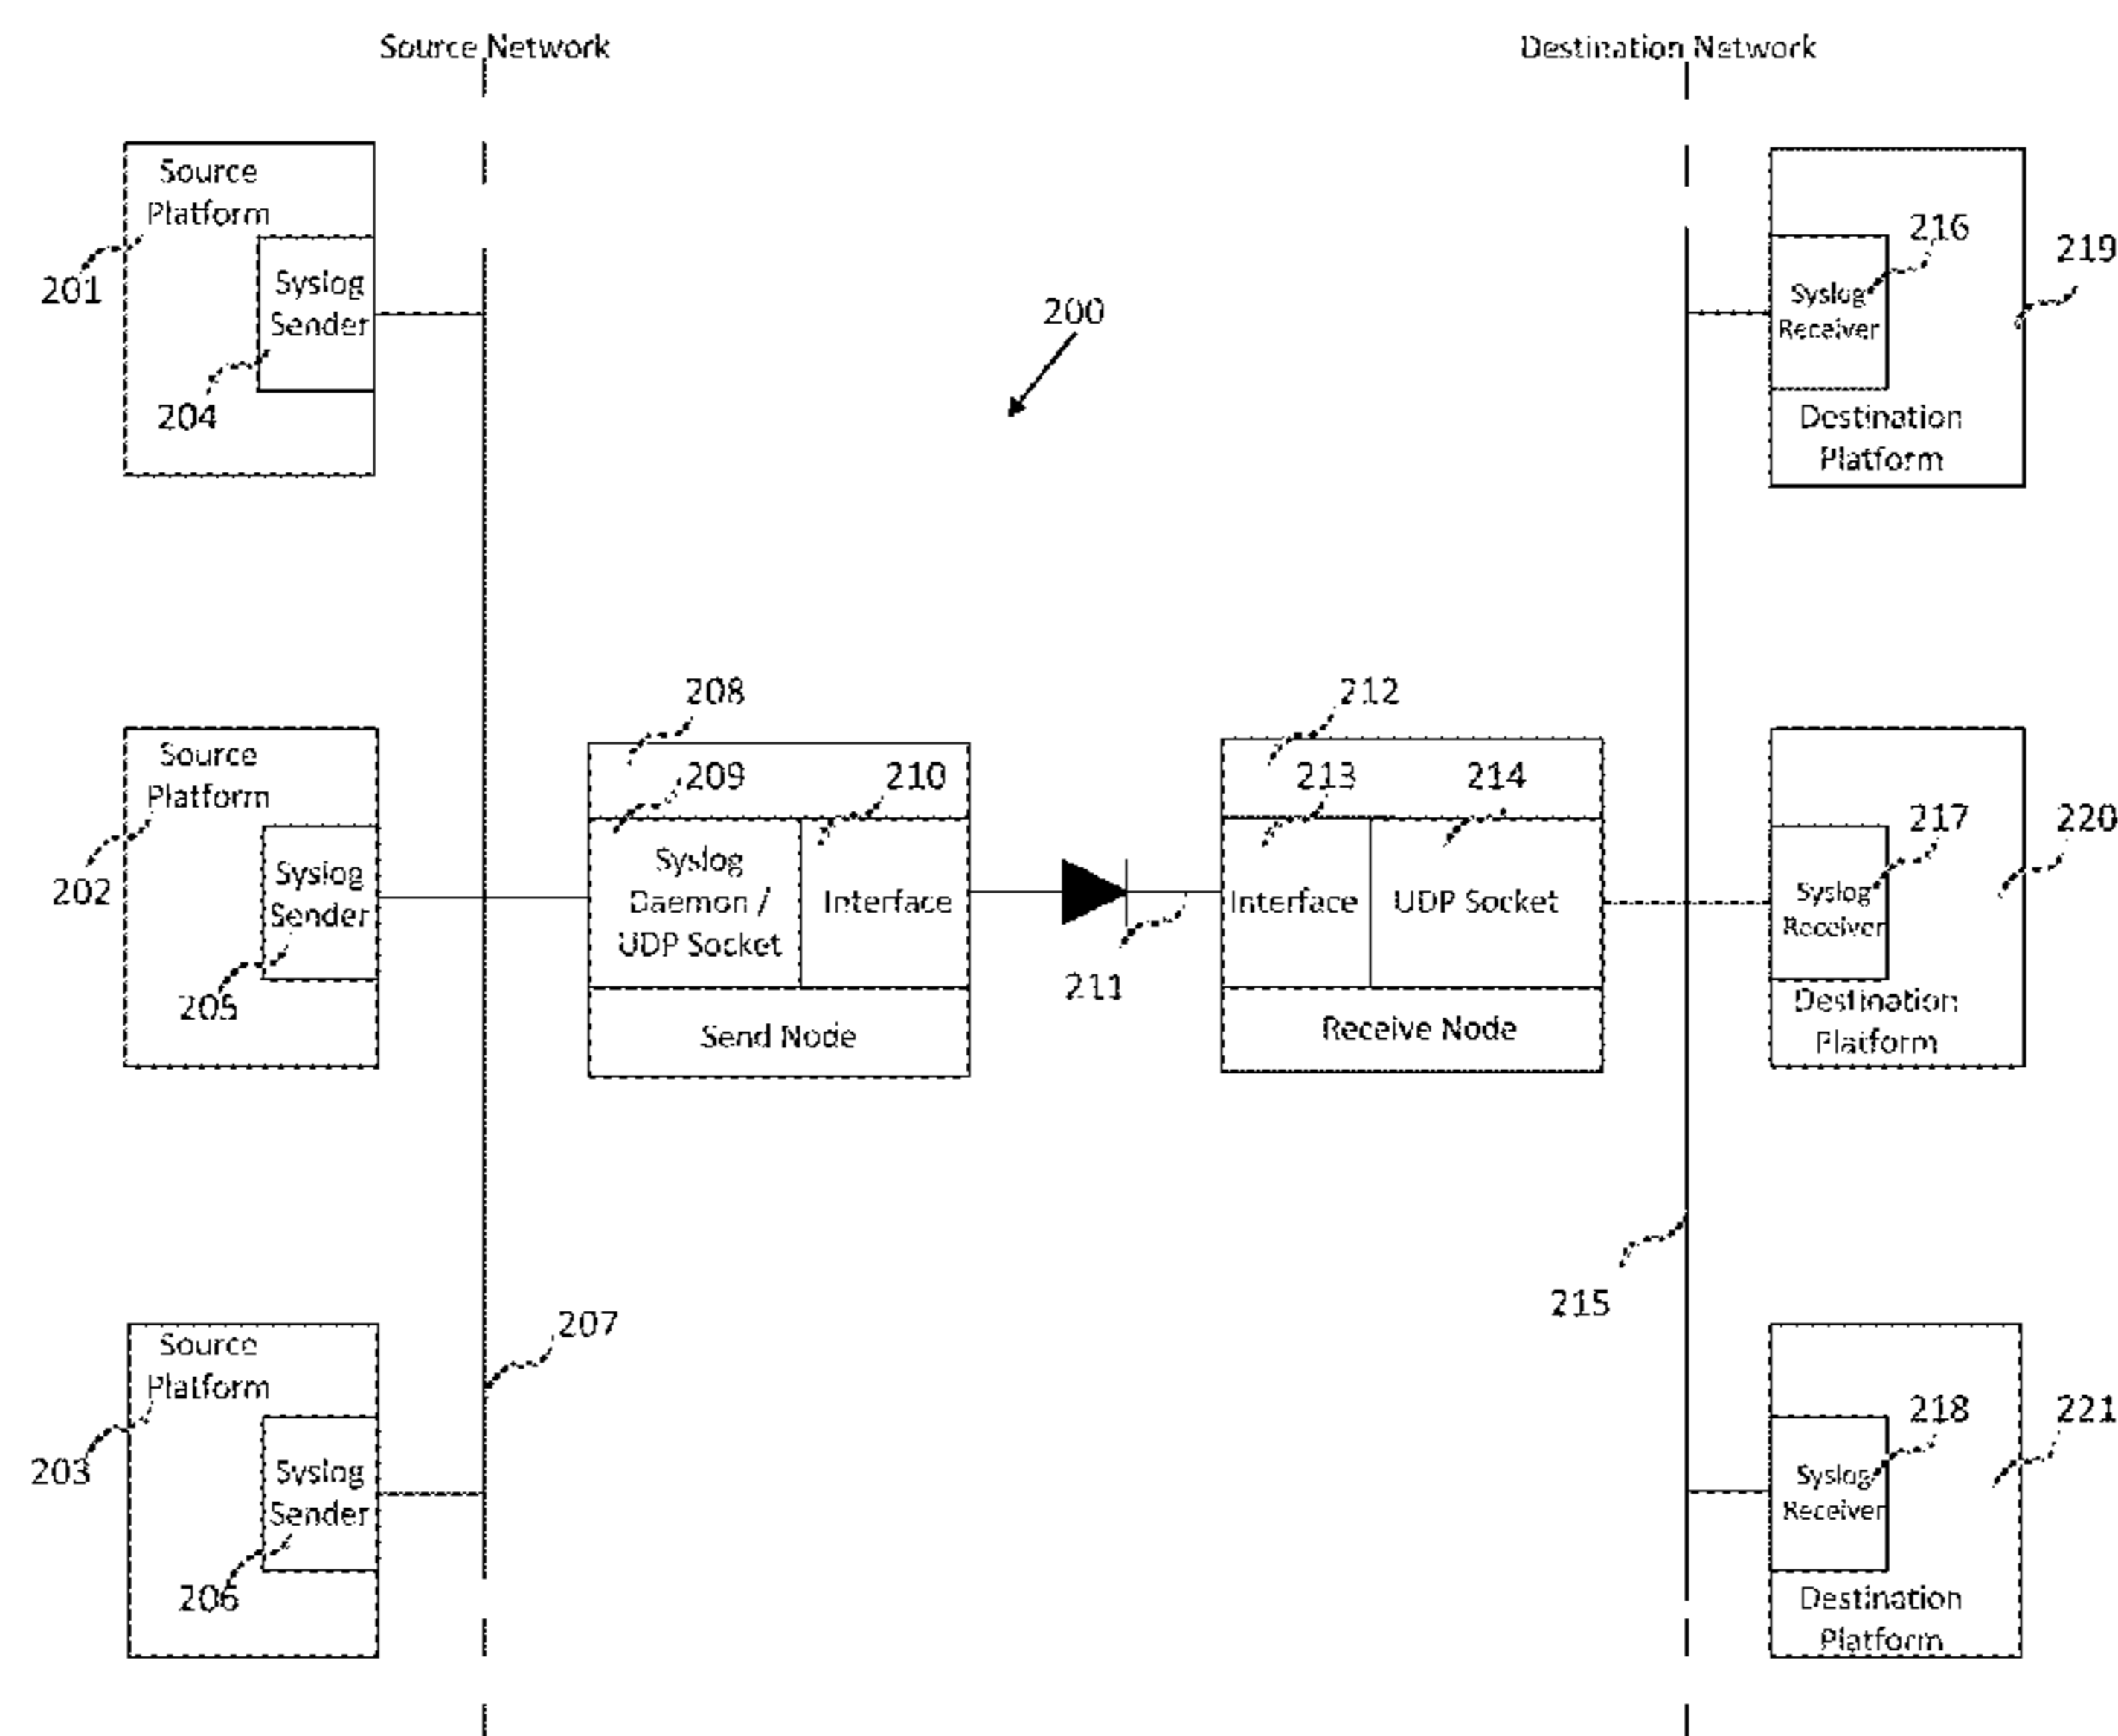 Source Network
Destination Network
Source
Platform
201
Syslog
Sender
204
200
216
219
Syslog
Receiver
Destination
Platform
Source
Platform
202
Syslog
Sender
205
208
209
210
Syslog
Daemon /
UDP Socket
Interface
Send Node
211
212
213
214
Interface
UDP Socket
Receive Node
217
220
Syslog
Receiver
Destination
Platform
215
207
Source
Platform
203
Syslog
Sender
206
218
221
Syslog
Receiver
Destination
Platform